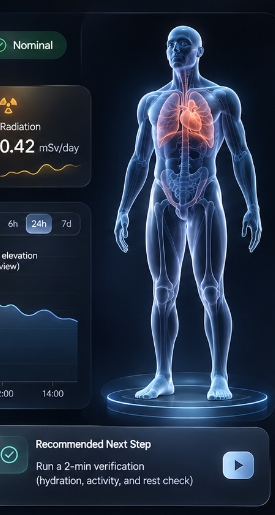 Nominal
Radiation
0.42 mSv/day
6h 24h 7d
elevation
view)
2:00 14:00
Recommended Next Step
Run a 2-min verification
(hydration, activity, and rest check)